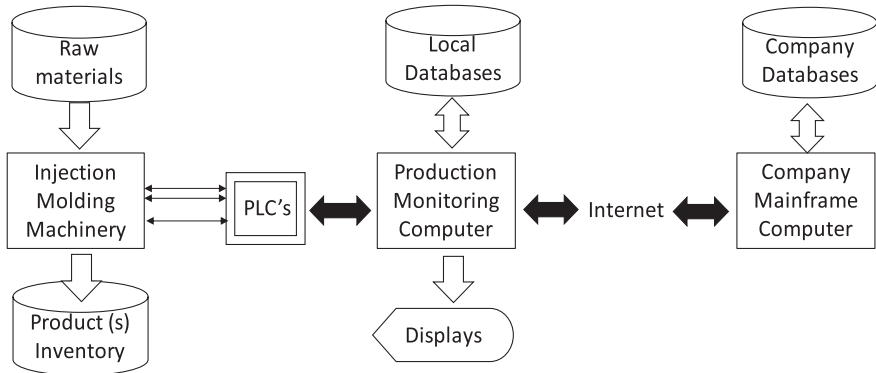 Raw
materials
Local
Databases
Company
Databases
Injection
Molding
Machinery
PLC's
Production
Monitoring
Computer
Internet
Company
Mainframe
Computer
Product (s)
Inventory
Displays